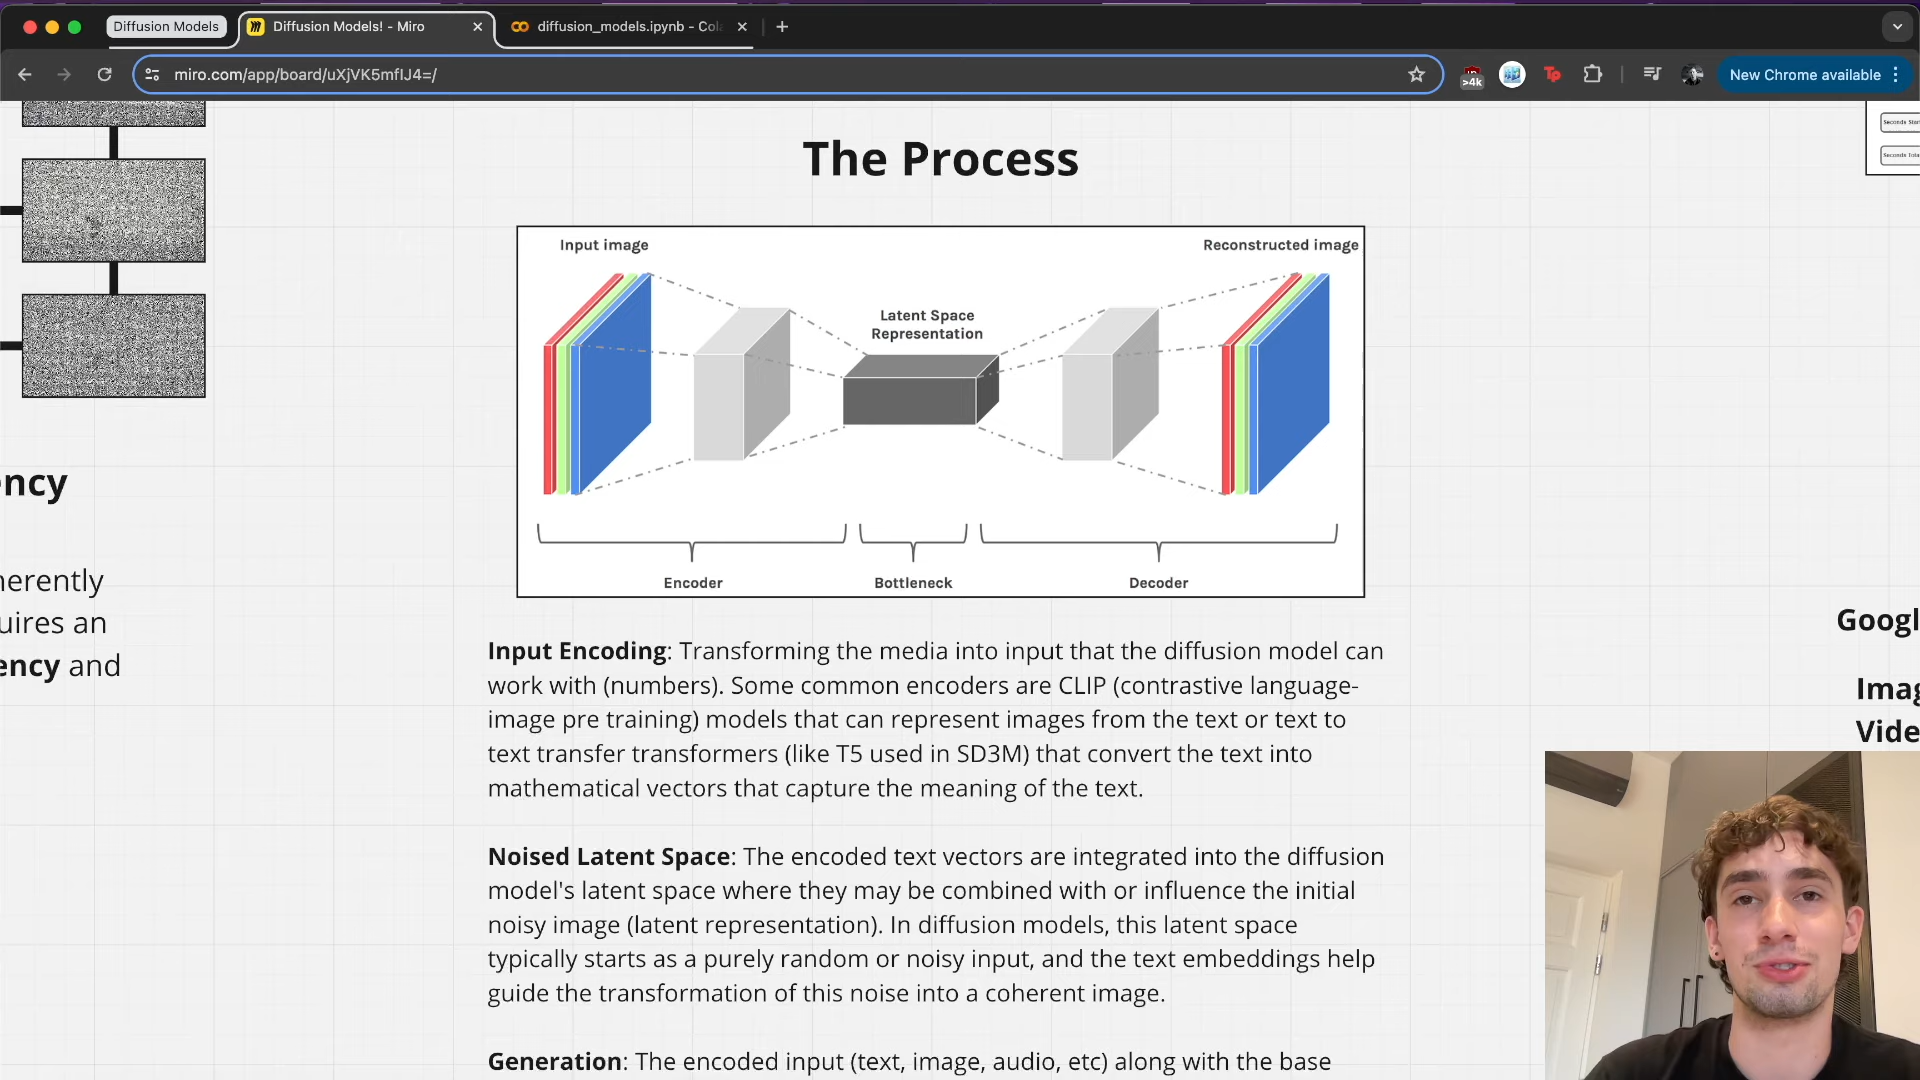 Diffusion Models
Diffusion Models! - Miro
diffusion_models.ipynb - Col
miro.com/app/board/uXjVK5mfIJ4=/
>4k
New Chrome available
The Process
Seconds Star
Seconds Tota
Input image
Reconstructed image
Latent Space
Representation
Encoder
Bottleneck
Decoder
ency
herently
uires an
ency and
Input Encoding: Transforming the media into input that the diffusion model can
work with (numbers). Some common encoders are CLIP (contrastive language-
image pre training) models that can represent images from the text or text to
text transfer transformers (like T5 used in SD3M) that convert the text into
mathematical vectors that capture the meaning of the text.
Googl
Imag
Vide
Noised Latent Space: The encoded text vectors are integrated into the diffusion
model's latent space where they may be combined with or influence the initial
noisy image (latent representation). In diffusion models, this latent space
typically starts as a purely random or noisy input, and the text embeddings help
guide the transformation of this noise into a coherent image.
Generation: The encoded input (text, image, audio, etc) along with the base